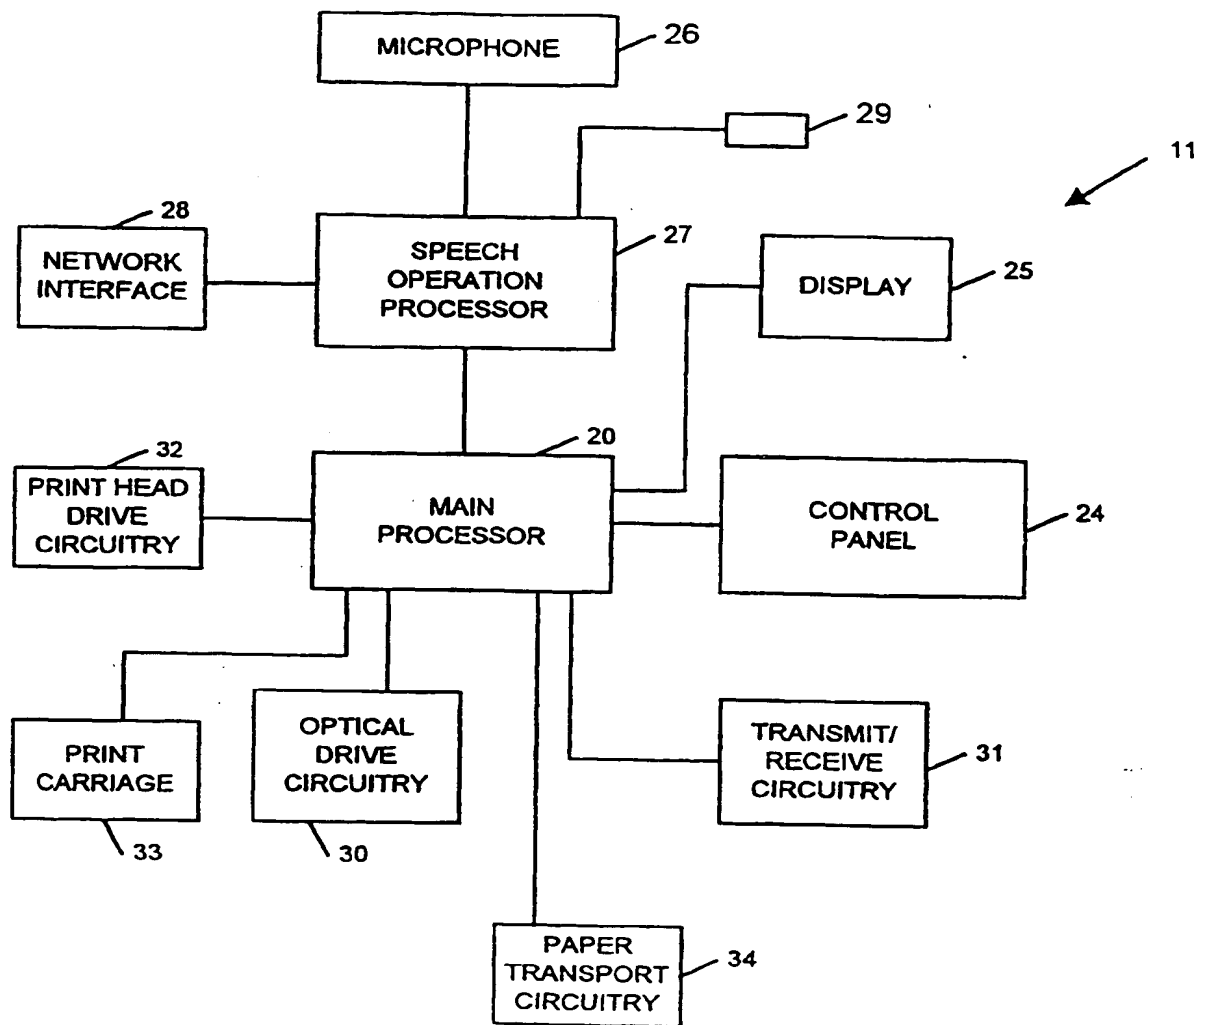 MICROPHONE
26
29
11
28
NETWORK
INTERFACE
SPEECH
OPERATION
PROCESSOR
27
DISPLAY
25
32
PRINT HEAD
DRIVE
CIRCUITRY
20
MAIN
PROCESSOR
CONTROL
PANEL
24
PRINT
CARRIAGE
33
OPTICAL
DRIVE
CIRCUITRY
30
TRANSMIT/
RECEIVE
CIRCUITRY
31
PAPER
TRANSPORT
CIRCUITRY
34